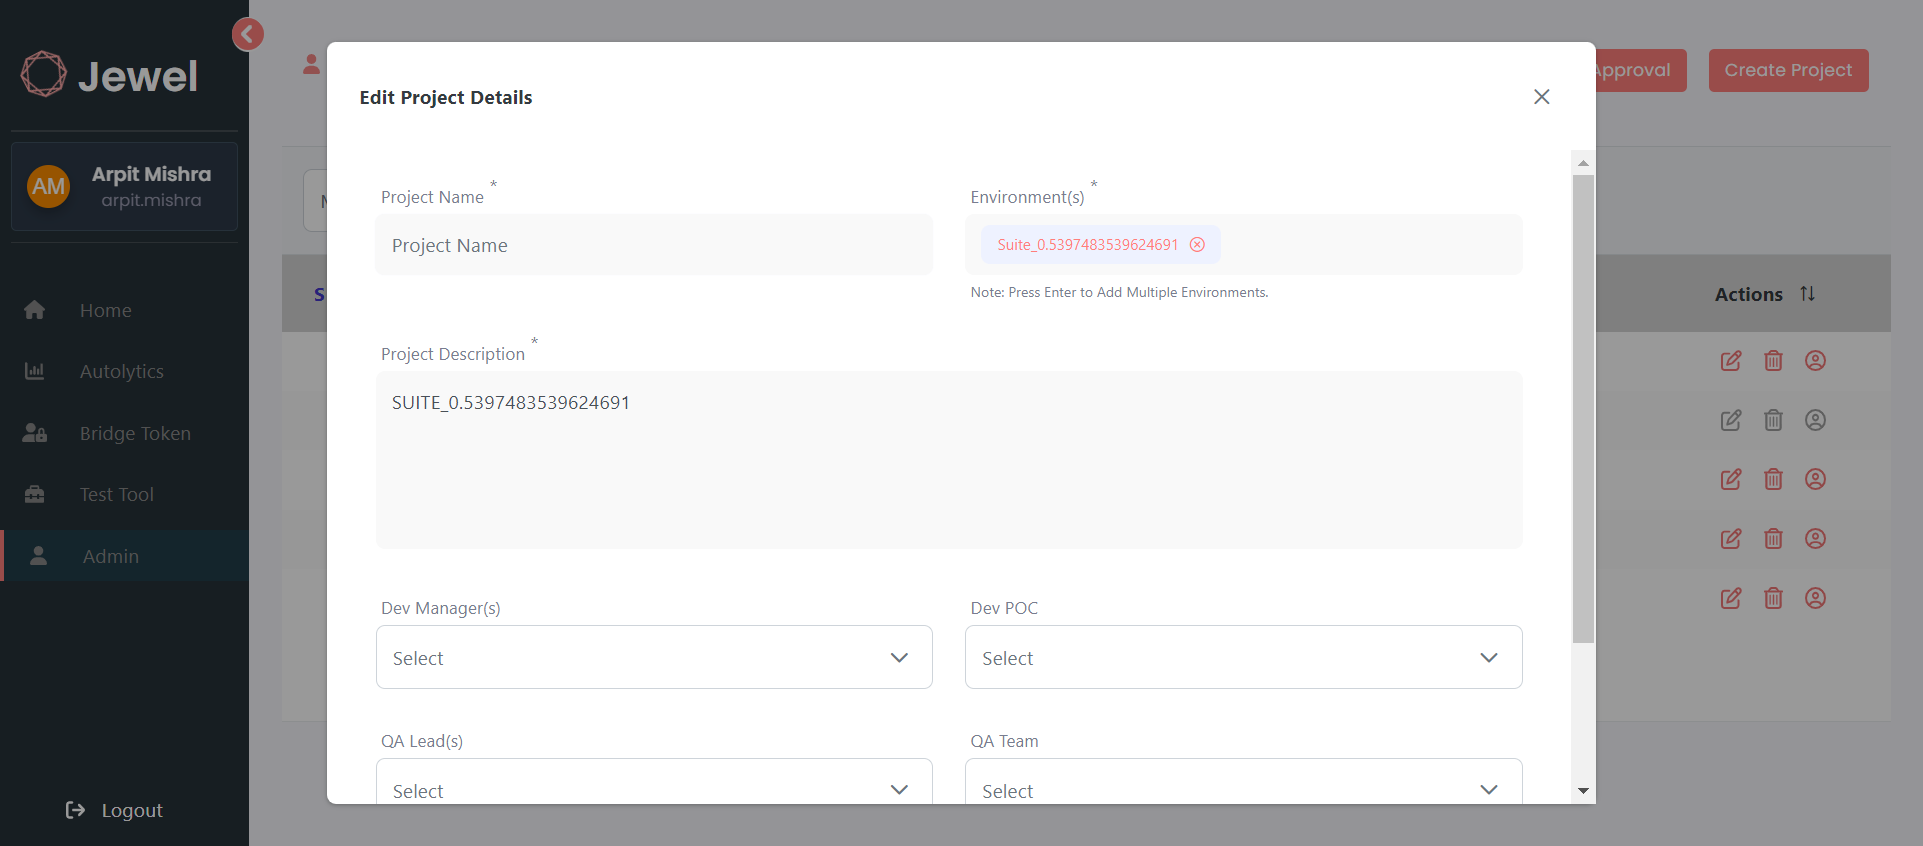 Jewel
AM
Arpit Mishra
arpit.mishra
Home
Autolytics
Bridge Token
Test Tool
Admin
Logout
Approval
Create Project
Actions
Edit Project Details
Project Name *
Project Name
Environment(s) *
Suite_0.5397483539624691
Note: Press Enter to Add Multiple Environments.
Project Description *
SUITE_0.5397483539624691
Dev Manager(s)
Select
Dev POC
Select
QA Lead(s)
Select
QA Team
Select